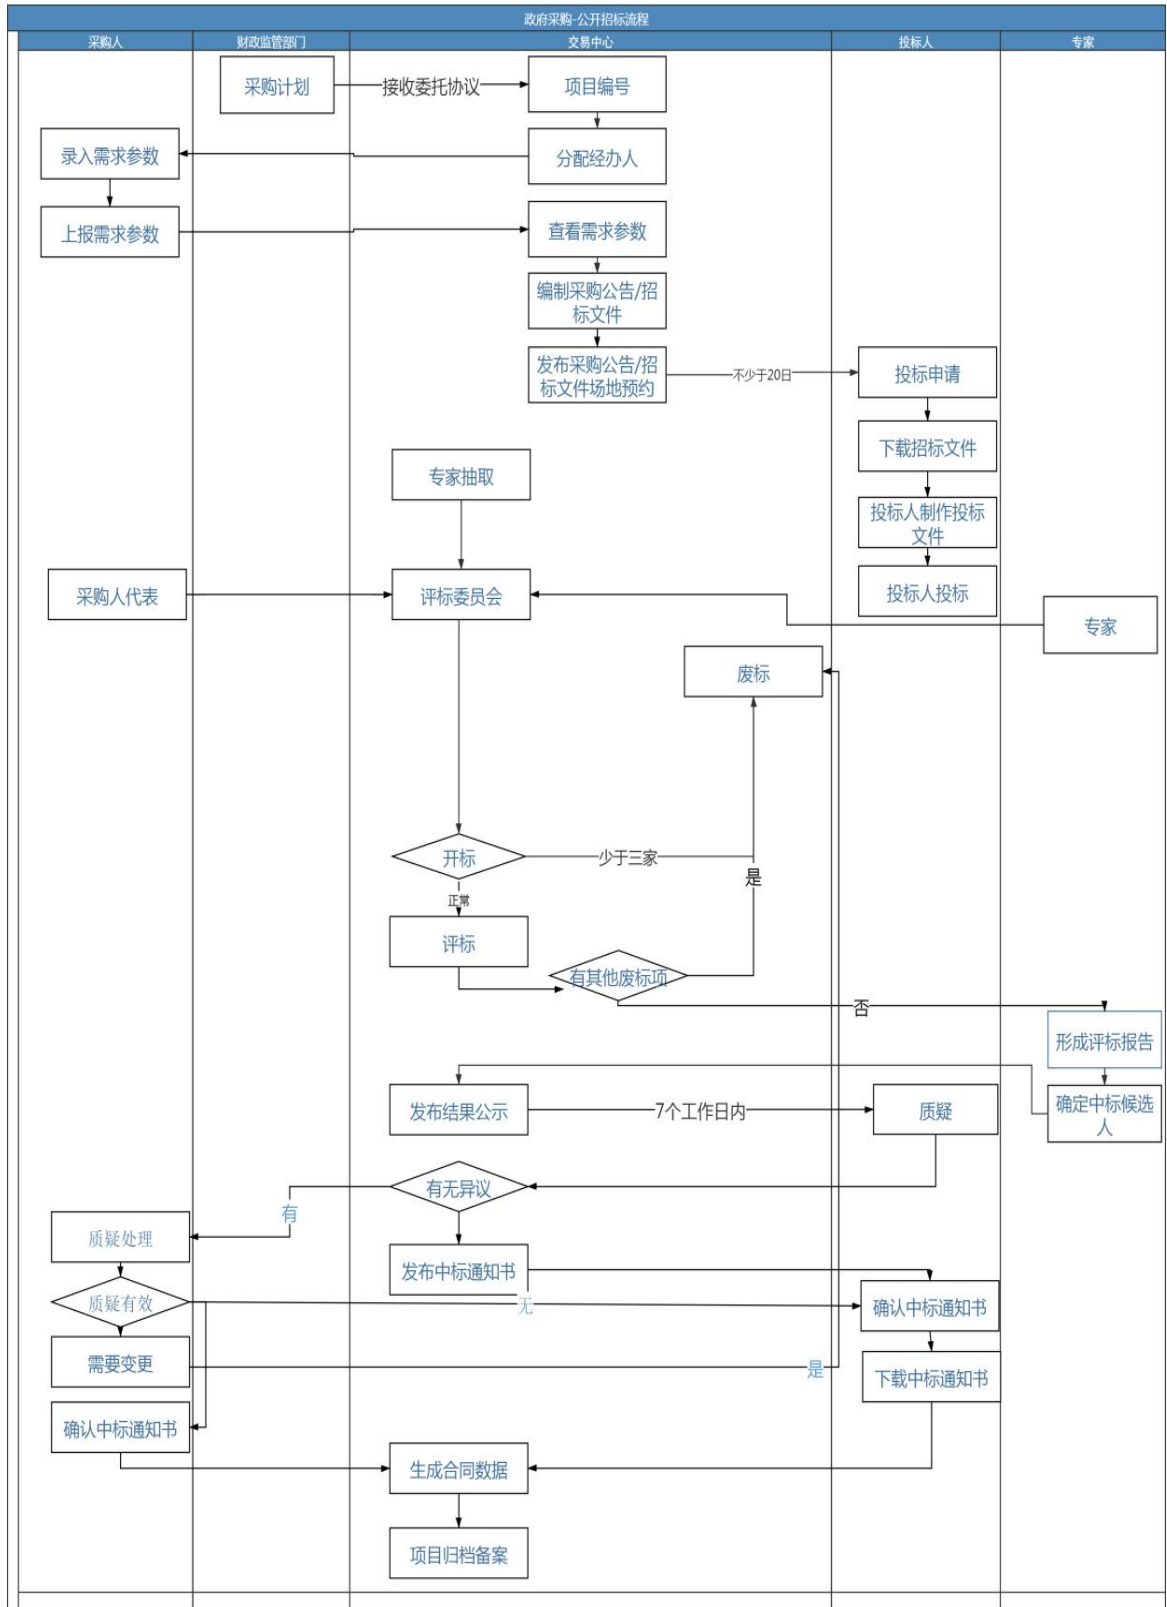 政府采购-公开招标流程
采购人
财政监管部门
交易中心
投标人
专家
采购计划
接收委托协议
项目编号
录入需求参数
分配经办人
上报需求参数
查看需求参数
编制采购公告/招
标文件
发布采购公告/招
标文件场地预约
不少于20日
投标申请
下载招标文件
专家抽取
投标人制作投标
文件
采购人代表
评标委员会
投标人投标
专家
废标
开标
少于三家
是
正常
评标
有其他废标项
否
形成评标报告
发布结果公示
7个工作日内
质疑
确定中标候选
人
有无异议
有
质疑处理
发布中标通知书
质疑有效
无
确认中标通知书
需要变更
是
下载中标通知书
确认中标通知书
生成合同数据
项目归档备案